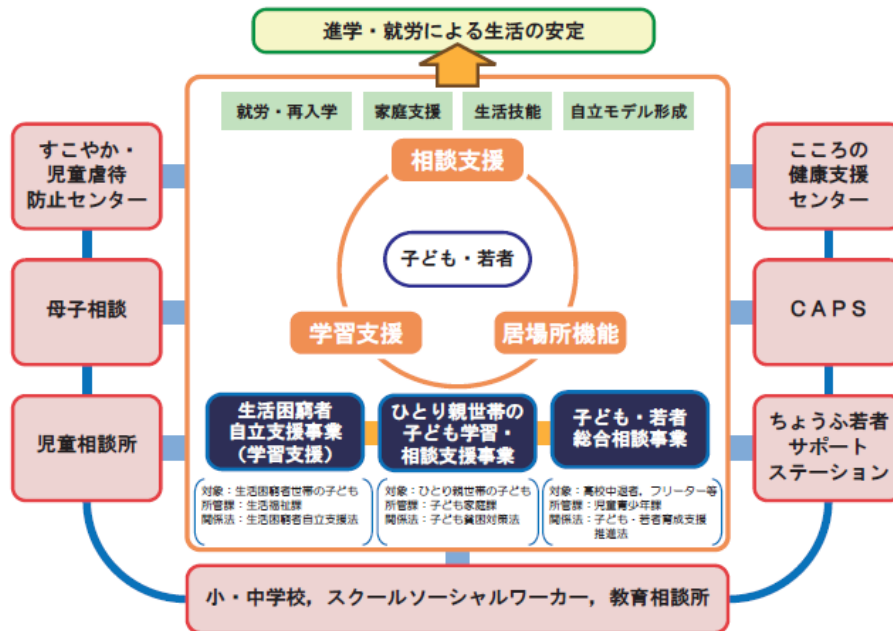 進学・就労による生活の安定
就労・再入学
家庭支援
生活技能
自立モデル形成
すこやか・
児童虐待
防止センター
母子相談
児童相談所
相談支援
子ども・若者
学習支援
居場所機能
こころの
健康支援
センター
CAPS
ちょうふ若者
サポート
ステーション
生活困窮者
自立支援事業
（学習支援）
対象：生活困窮者世帯の子ども
所管課：生活福祉課
関係法：生活困窮者自立支援法
ひとり親世帯の
子ども学習・
相談支援事業
対象：ひとり親世帯の子ども
所管課：子ども家庭課
関係法：子ども貧困対策法
子ども・若者
総合相談事業
対象：高校中退者，フリーター等
所管課：児童青少年課
関係法：子ども・若者育成支援
推進法
小・中学校，スクールソーシャルワーカー，教育相談所